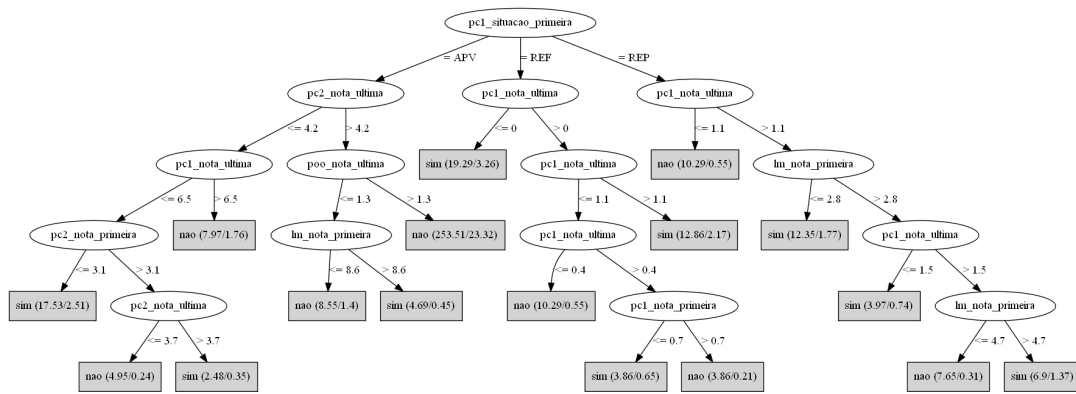 pc1_situacao_primeira
= APV
= REF
= REP
pc2_nota_ultima
pc1_nota_ultima
pc1_nota_ultima
<= 4.2
> 4.2
<= 0
> 0
<= 1.1
> 1.1
pc1_nota_ultima
poo_nota_ultima
sim (19.29/3.26)
pc1_nota_ultima
nao (10.29/0.55)
lm_nota_primeira
<= 6.5
> 6.5
<= 1.3
> 1.3
<= 1.1
> 1.1
<= 2.8
> 2.8
pc2_nota_primeira
nao (7.97/1.76)
lm_nota_primeira
nao (253.51/23.32)
pc1_nota_ultima
sim (12.86/2.17)
sim (12.35/1.77)
pc1_nota_ultima
<= 3.1
> 3.1
<= 8.6
> 8.6
<= 0.4
> 0.4
<= 1.5
> 1.5
sim (17.53/2.51)
pc2_nota_ultima
nao (8.55/1.4)
sim (4.69/0.45)
nao (10.29/0.55)
pc1_nota_primeira
sim (3.97/0.74)
lm_nota_primeira
<= 3.7
> 3.7
<= 0.7
> 0.7
<= 4.7
> 4.7
nao (4.95/0.24)
sim (2.48/0.35)
sim (3.86/0.65)
nao (3.86/0.21)
nao (7.65/0.31)
sim (6.9/1.37)